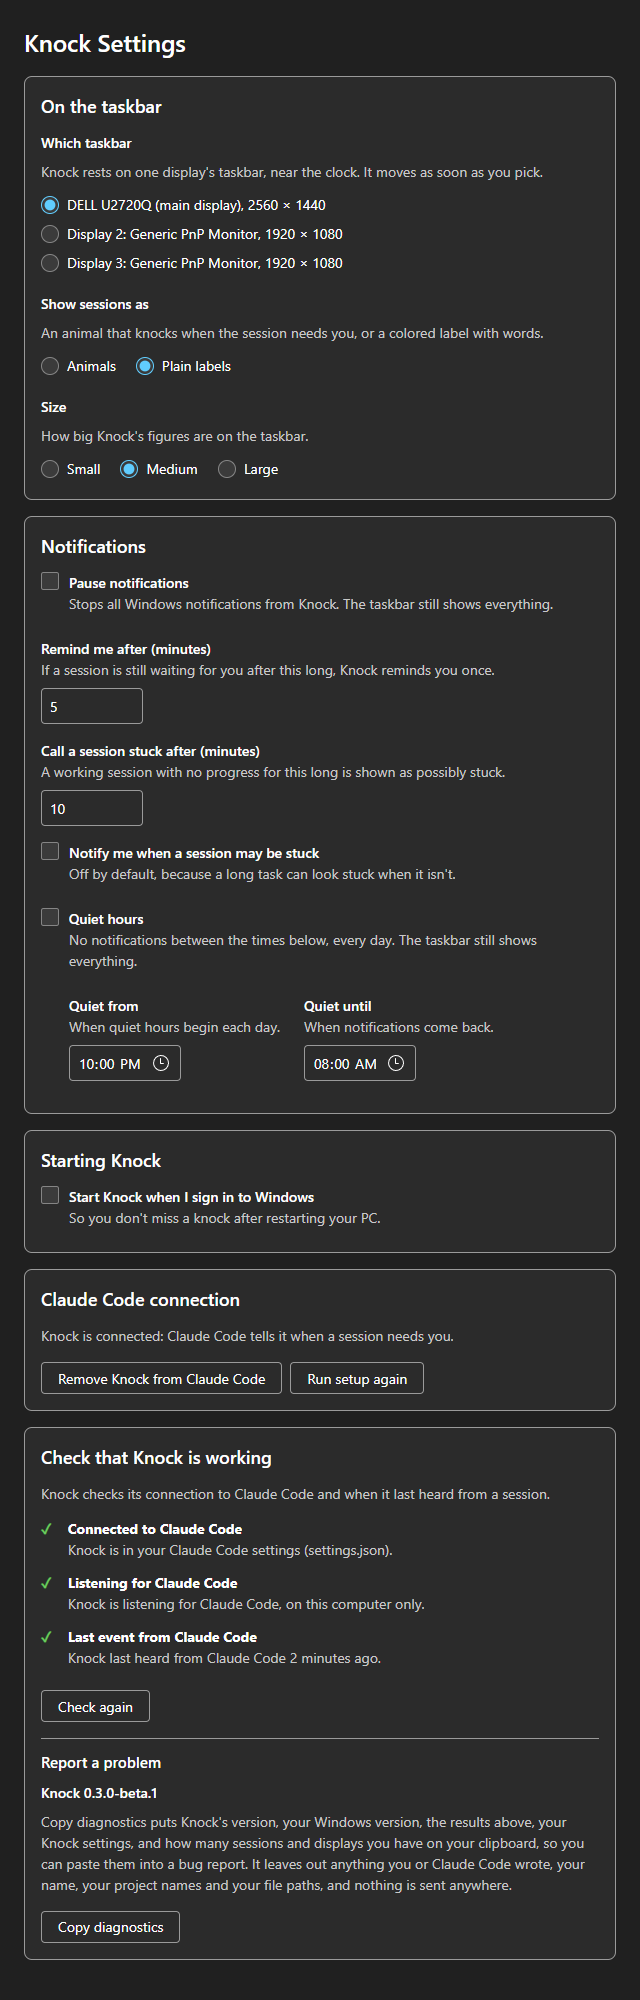 Knock Settings
On the taskbar
Which taskbar
Knock rests on one display's taskbar, near the clock. It moves as soon as you pick.
DELL U2720Q (main display), 2560 × 1440
Display 2: Generic PnP Monitor, 1920 × 1080
Display 3: Generic PnP Monitor, 1920 × 1080
Show sessions as
An animal that knocks when the session needs you, or a colored label with words.
Animals Plain labels
Size
How big Knock's figures are on the taskbar.
Small Medium Large
Notifications
Pause notifications
Stops all Windows notifications from Knock. The taskbar still shows everything.
Remind me after (minutes)
If a session is still waiting for you after this long, Knock reminds you once.
5
Call a session stuck after (minutes)
A working session with no progress for this long is shown as possibly stuck.
10
Notify me when a session may be stuck
Off by default, because a long task can look stuck when it isn't.
Quiet hours
No notifications between the times below, every day. The taskbar still shows
everything.
Quiet from Quiet until
When quiet hours begin each day. When notifications come back.
10:00 PM 08:00 AM
Starting Knock
Start Knock when I sign in to Windows
So you don't miss a knock after restarting your PC.
Claude Code connection
Knock is connected: Claude Code tells it when a session needs you.
Remove Knock from Claude Code Run setup again
Check that Knock is working
Knock checks its connection to Claude Code and when it last heard from a session.
✓ Connected to Claude Code
Knock is in your Claude Code settings (settings.json).
✓ Listening for Claude Code
Knock is listening for Claude Code, on this computer only.
✓ Last event from Claude Code
Knock last heard from Claude Code 2 minutes ago.
Check again
Report a problem
Knock 0.3.0-beta.1
Copy diagnostics puts Knock's version, your Windows version, the results above, your
Knock settings, and how many sessions and displays you have on your clipboard, so you
can paste them into a bug report. It leaves out anything you or Claude Code wrote, your
name, your project names and your file paths, and nothing is sent anywhere.
Copy diagnostics